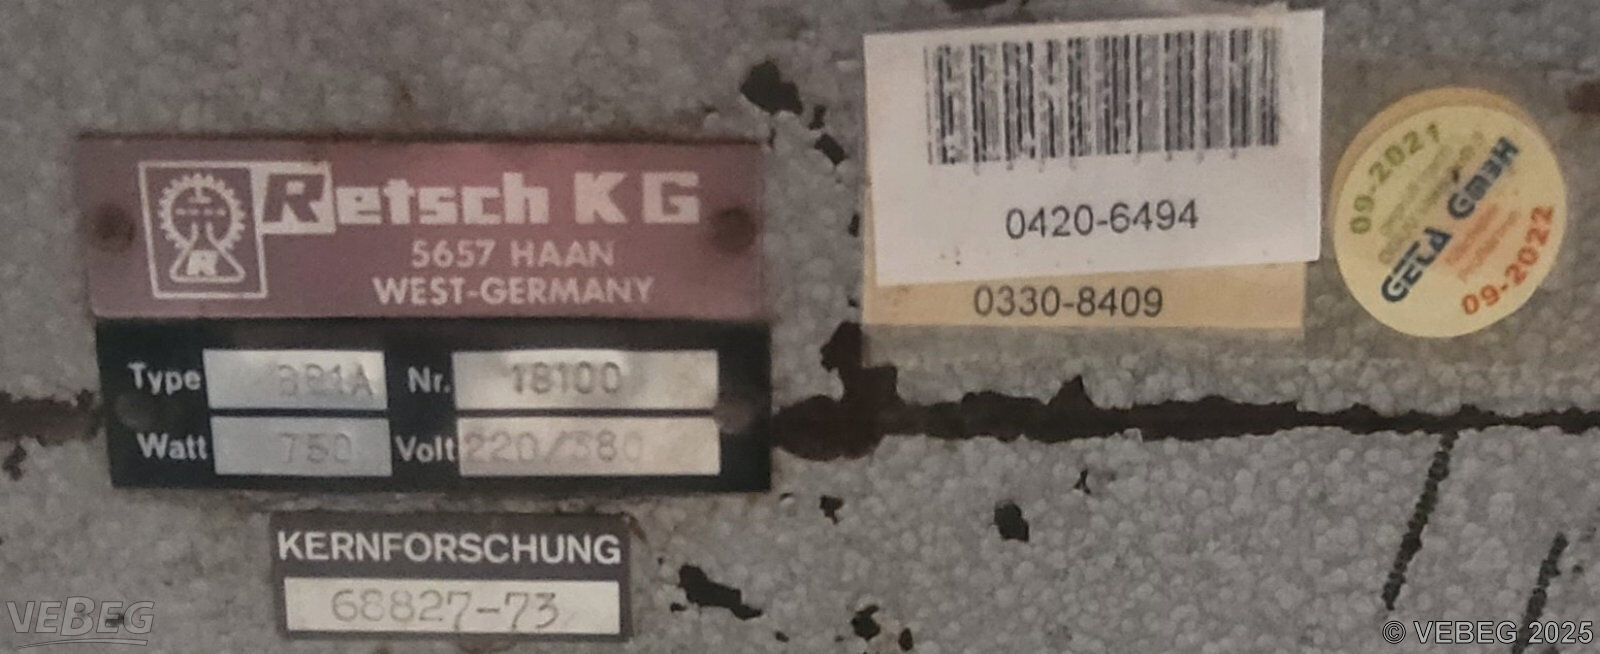 Retsch KG
5657 HAAN
WEST-GERMANY
Type BB1A Nr. 18100
Watt 750 Volt 220/380
KERNFORSCHUNG
68827-73
0420-6494
0330-8409
09-2021
GETA GmbH
09-2022
VEBEG
© VEBEG 2025